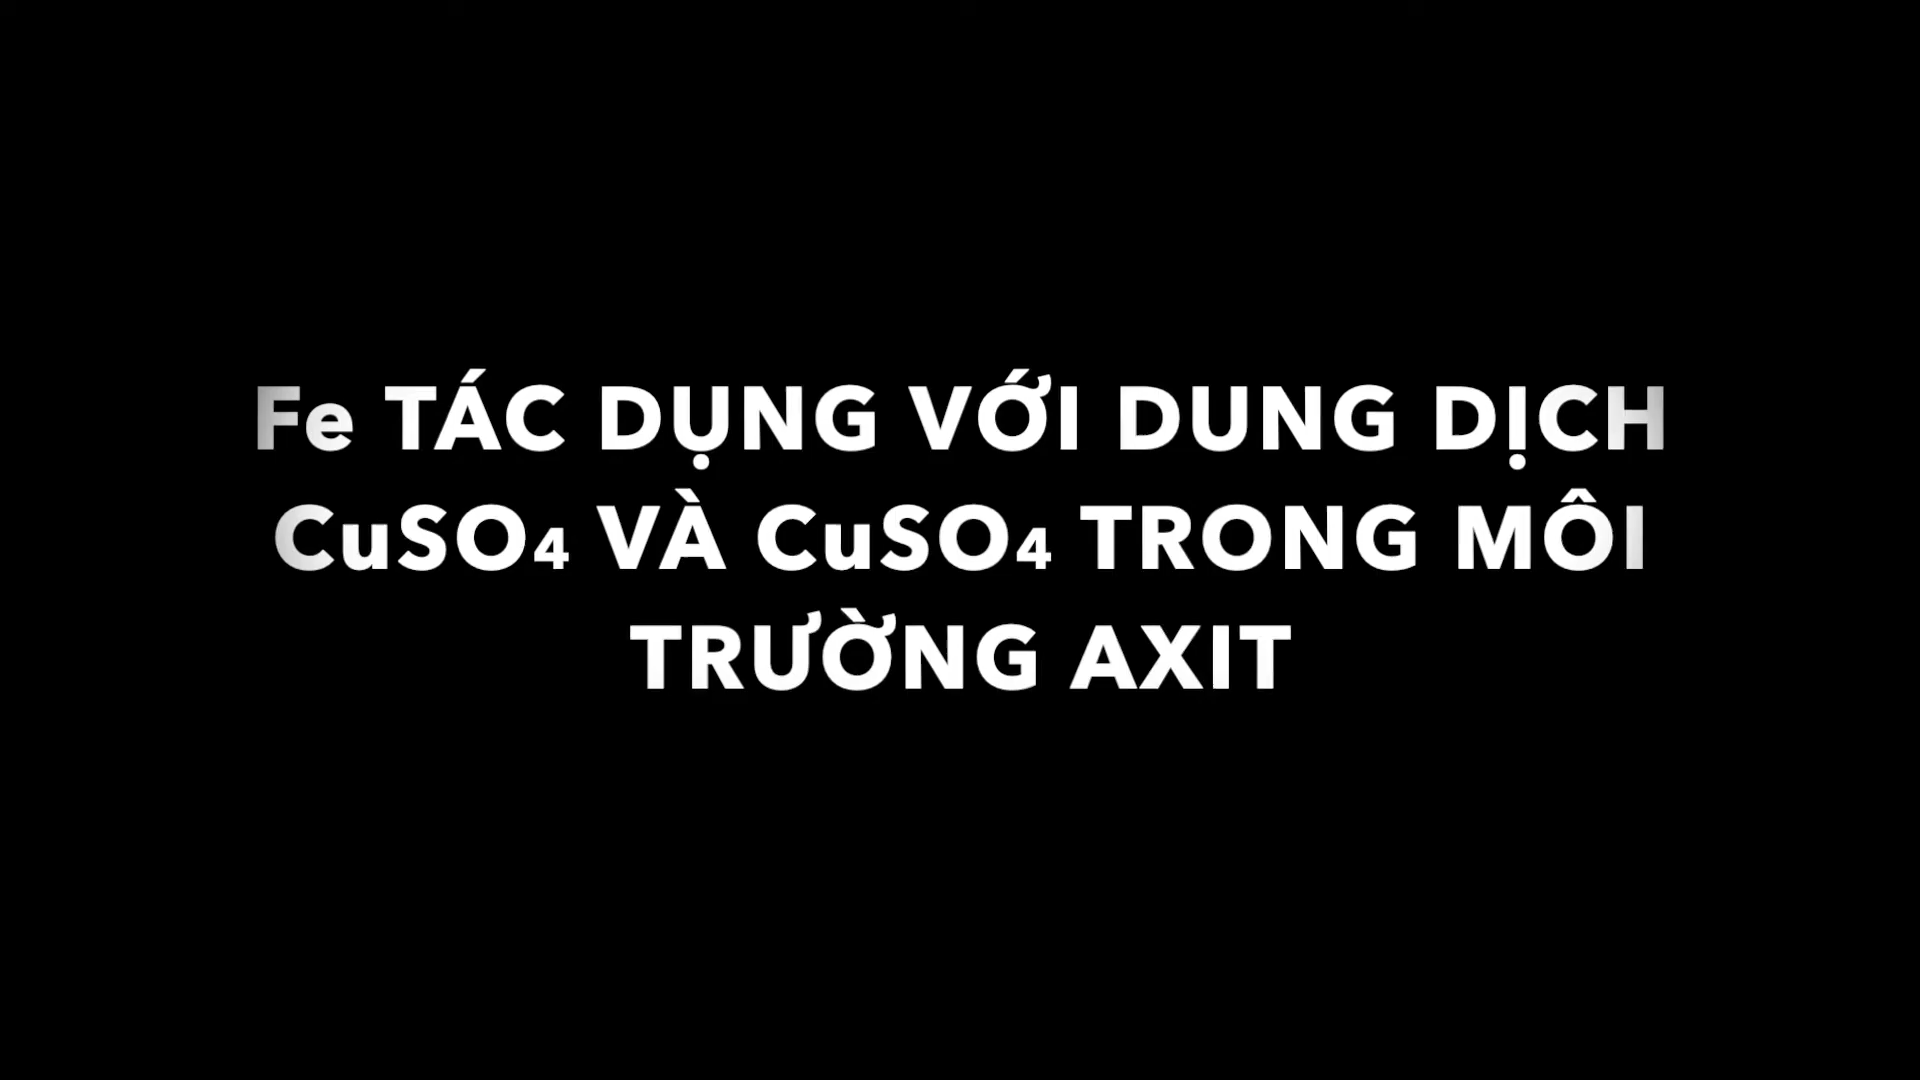 Fe TÁC DỤNG VỚI DUNG DỊCH
CuSO₄ VÀ CuSO₄ TRONG MÔI
TRƯỜNG AXIT